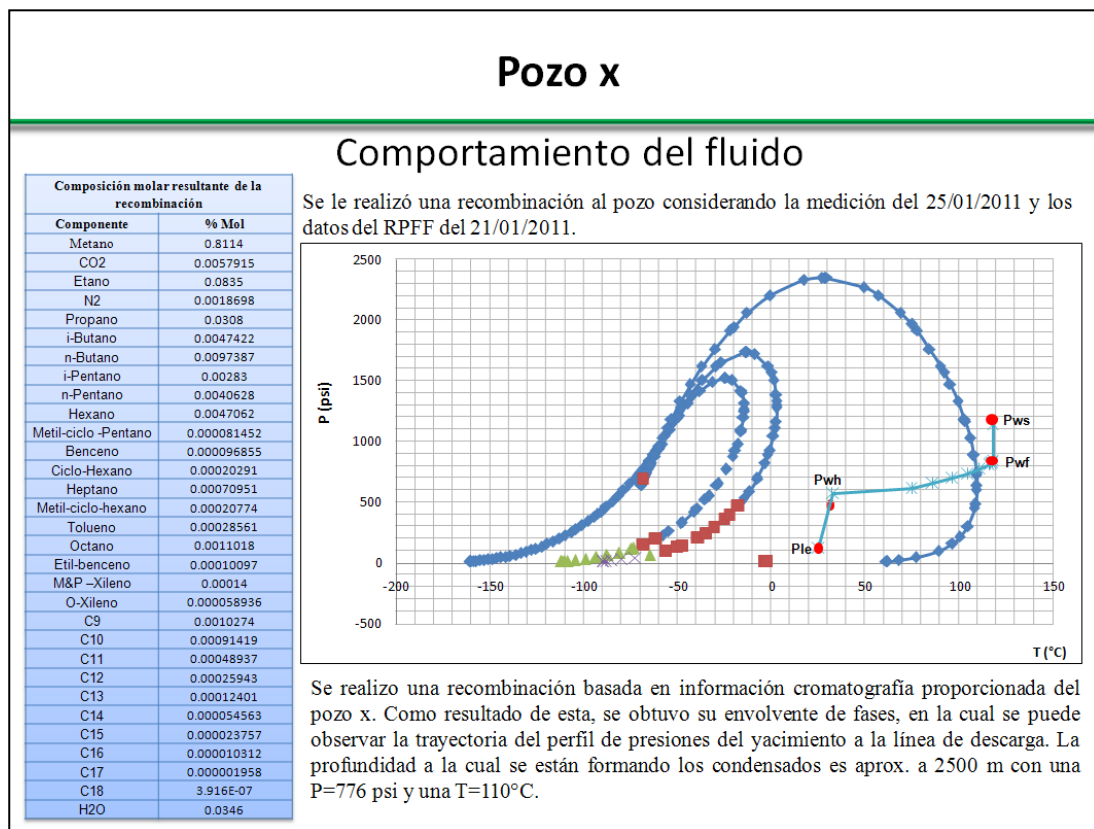 Pozo x
Comportamiento del fluido
Composición molar resultante de la
recombinación
Componente % Mol
Metano 0.8114
CO2 0.0057915
Etano 0.0835
N2 0.0018698
Propano 0.0308
i-Butano 0.0047422
n-Butano 0.0097387
i-Pentano 0.00283
n-Pentano 0.0040628
Hexano 0.0047062
Metil-ciclo -Pentano 0.000081452
Benceno 0.000096855
Ciclo-Hexano 0.00020291
Heptano 0.00070951
Metil-ciclo-hexano 0.00020774
Tolueno 0.00028561
Octano 0.0011018
Etil-benceno 0.00010097
M&P –Xileno 0.00014
O-Xileno 0.000058936
C9 0.0010274
C10 0.00091419
C11 0.00048937
C12 0.00025943
C13 0.00012401
C14 0.000054563
C15 0.000023757
C16 0.000010312
C17 0.000001958
C18 3.916E-07
H2O 0.0346
Se le realizó una recombinación al pozo considerando la medición del 25/01/2011 y los
datos del RPFF del 21/01/2011.
P (psi)
2500
2000
1500
1000
500
0
-500
-200 -150 -100 -50 0 50 100 150
T (°C)
Pws
Pwf
Pwh
Ple
Se realizo una recombinación basada en información cromatografía proporcionada del
pozo x. Como resultado de esta, se obtuvo su envolvente de fases, en la cual se puede
observar la trayectoria del perfil de presiones del yacimiento a la línea de descarga. La
profundidad a la cual se están formando los condensados es aprox. a 2500 m con una
P=776 psi y una T=110°C.